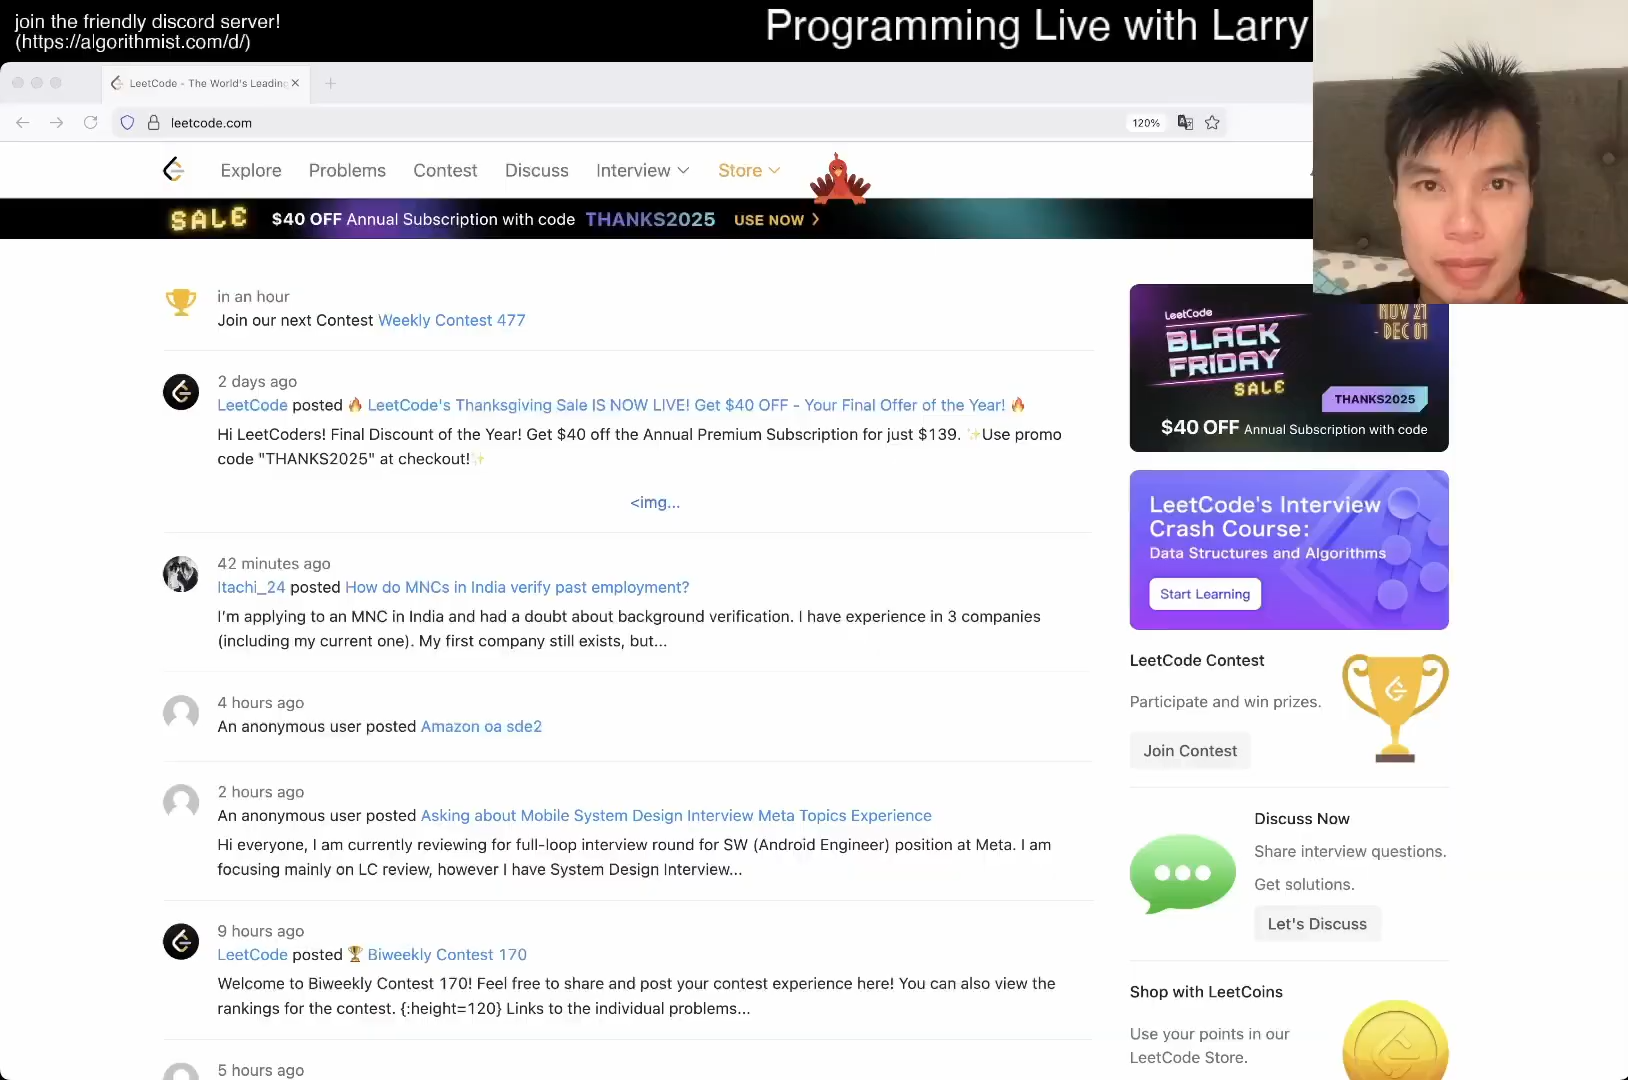 join the friendly discord server!
(https://algorithmist.com/d/)
Programming Live with Larry
LeetCode - The World's Leading
leetcode.com
120%
Explore
Problems
Contest
Discuss
Interview
Store
SALE
$40 OFF Annual Subscription with code THANKS2025 USE NOW
in an hour
Join our next Contest Weekly Contest 477
2 days ago
LeetCode posted 🔥 LeetCode's Thanksgiving Sale IS NOW LIVE! Get $40 OFF - Your Final Offer of the Year! 🔥
Hi LeetCoders! Final Discount of the Year! Get $40 off the Annual Premium Subscription for just $139. ✨Use promo
code "THANKS2025" at checkout!✨
<img...
42 minutes ago
Itachi_24 posted How do MNCs in India verify past employment?
I'm applying to an MNC in India and had a doubt about background verification. I have experience in 3 companies
(including my current one). My first company still exists, but...
4 hours ago
An anonymous user posted Amazon oa sde2
2 hours ago
An anonymous user posted Asking about Mobile System Design Interview Meta Topics Experience
Hi everyone, I am currently reviewing for full-loop interview round for SW (Android Engineer) position at Meta. I am
focusing mainly on LC review, however I have System Design Interview...
9 hours ago
LeetCode posted 🏆 Biweekly Contest 170
Welcome to Biweekly Contest 170! Feel free to share and post your contest experience here! You can also view the
rankings for the contest. {:height=120} Links to the individual problems...
5 hours ago
LeetCode
BLACK
FRIDAY
SALE
NOV 21
- DEC 01
THANKS2025
$40 OFF Annual Subscription with code
LeetCode's Interview
Crash Course:
Data Structures and Algorithms
Start Learning
LeetCode Contest
Participate and win prizes.
Join Contest
Discuss Now
Share interview questions.
Get solutions.
Let's Discuss
Shop with LeetCoins
Use your points in our
LeetCode Store.